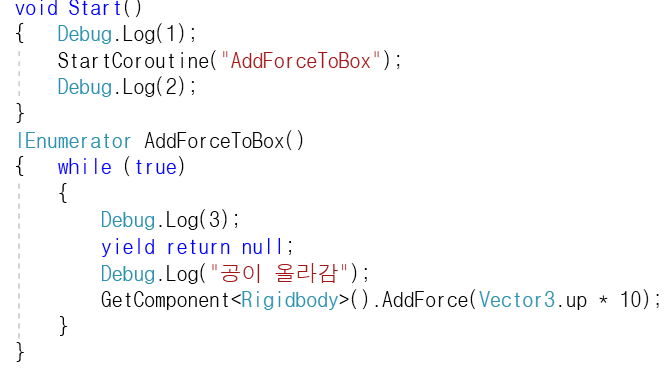 void Start()
{   Debug.Log(1);
    StartCoroutine("AddForceToBox");
    Debug.Log(2);
}
IEnumerator AddForceToBox()
{   while (true)
    {
        Debug.Log(3);
        yield return null;
        Debug.Log("공이 올라감");
        GetComponent<Rigidbody>().AddForce(Vector3.up * 10);
    }
}